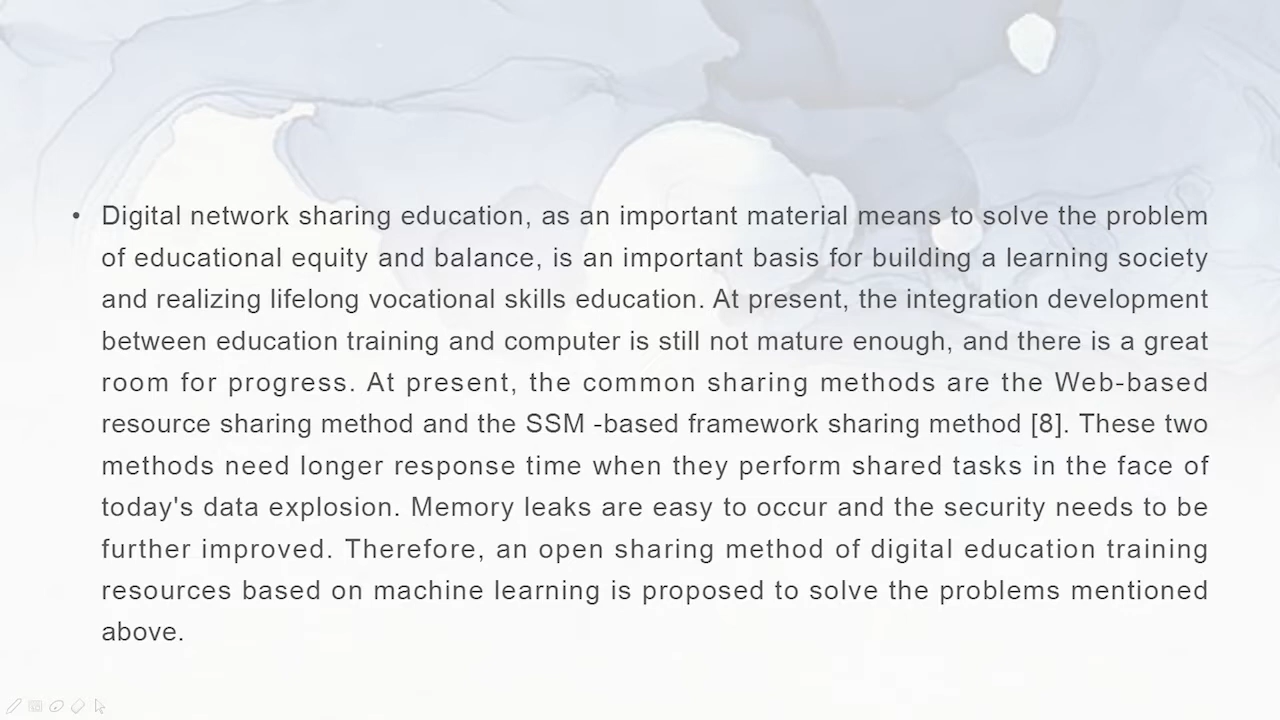 • Digital network sharing education, as an important material means to solve the problem
of educational equity and balance, is an important basis for building a learning society
and realizing lifelong vocational skills education. At present, the integration development
between education training and computer is still not mature enough, and there is a great
room for progress. At present, the common sharing methods are the Web-based
resource sharing method and the SSM -based framework sharing method [8]. These two
methods need longer response time when they perform shared tasks in the face of
today's data explosion. Memory leaks are easy to occur and the security needs to be
further improved. Therefore, an open sharing method of digital education training
resources based on machine learning is proposed to solve the problems mentioned
above.